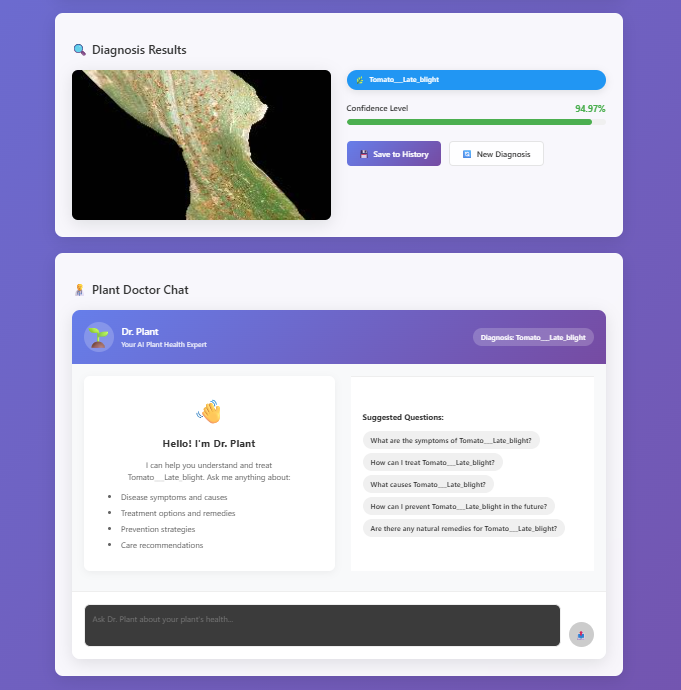 Diagnosis Results
Tomato___Late_blight
Confidence Level
94.97%
Save to History
New Diagnosis
Plant Doctor Chat
Dr. Plant
Your AI Plant Health Expert
Diagnosis: Tomato___Late_blight
Hello! I'm Dr. Plant
I can help you understand and treat
Tomato___Late_blight. Ask me anything about:
Disease symptoms and causes
Treatment options and remedies
Prevention strategies
Care recommendations
Suggested Questions:
What are the symptoms of Tomato___Late_blight?
How can I treat Tomato___Late_blight?
What causes Tomato___Late_blight?
How can I prevent Tomato___Late_blight in the future?
Are there any natural remedies for Tomato___Late_blight?
Ask Dr. Plant about your plant's health...